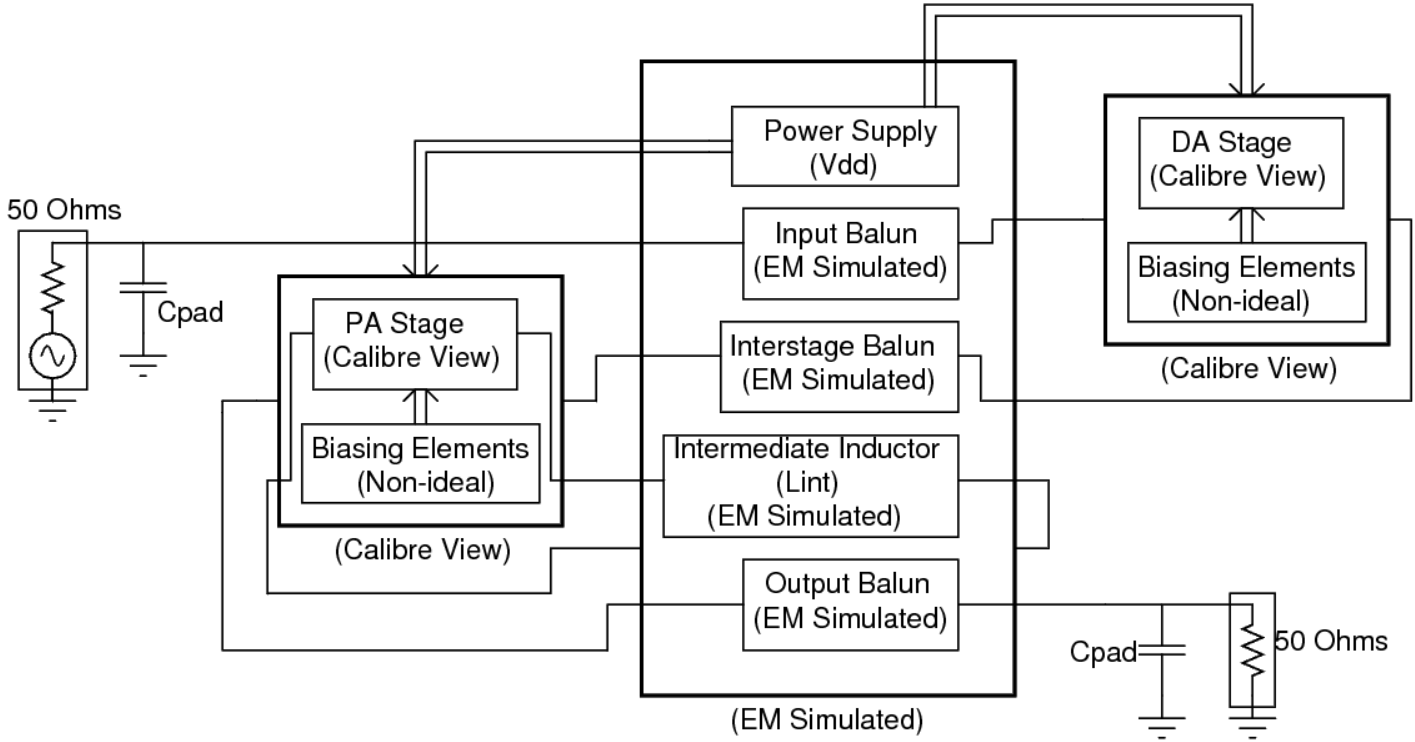 Power Supply
(Vdd)
DA Stage
(Calibre View)
50 Ohms
Input Balun
(EM Simulated)
Biasing Elements
(Non-ideal)
Cpad
PA Stage
(Calibre View)
Interstage Balun
(EM Simulated)
(Calibre View)
Biasing Elements
(Non-ideal)
Intermediate Inductor
(Lint)
(EM Simulated)
(Calibre View)
Output Balun
(EM Simulated)
Cpad
50 Ohms
(EM Simulated)